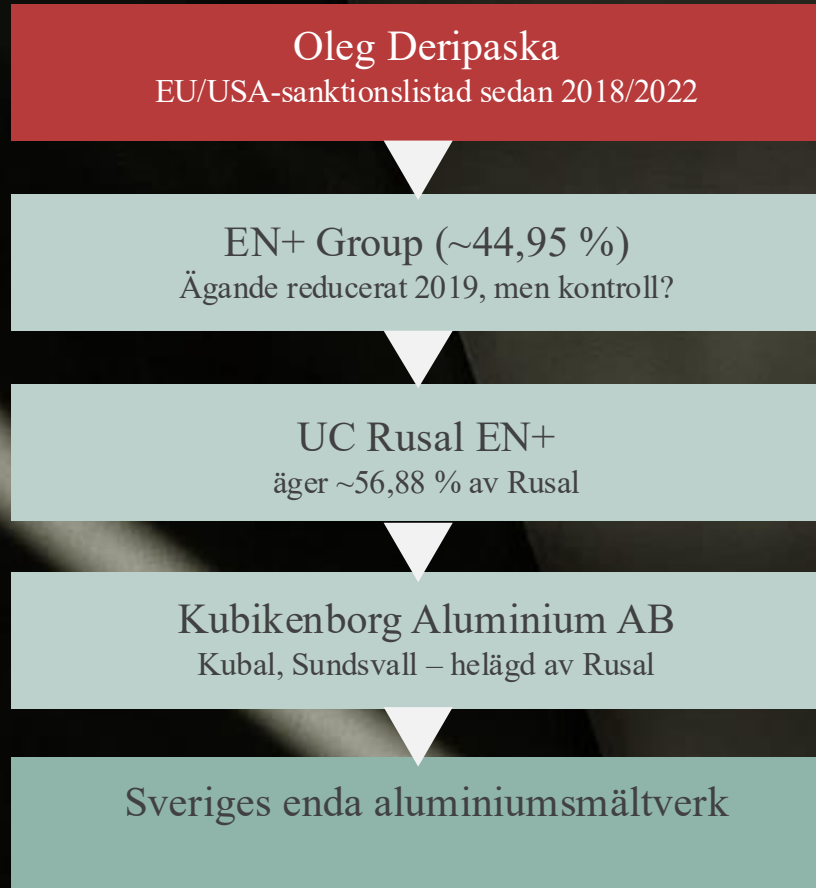 Oleg Deripaska
EU/USA-sanktionslistad sedan 2018/2022
EN+ Group (~44,95 %)
Ägande reducerat 2019, men kontroll?
UC Rusal EN+
äger ~56,88 % av Rusal
Kubikenborg Aluminium AB
Kubal, Sundsvall – helägd av Rusal
Sveriges enda aluminiumsmältverk